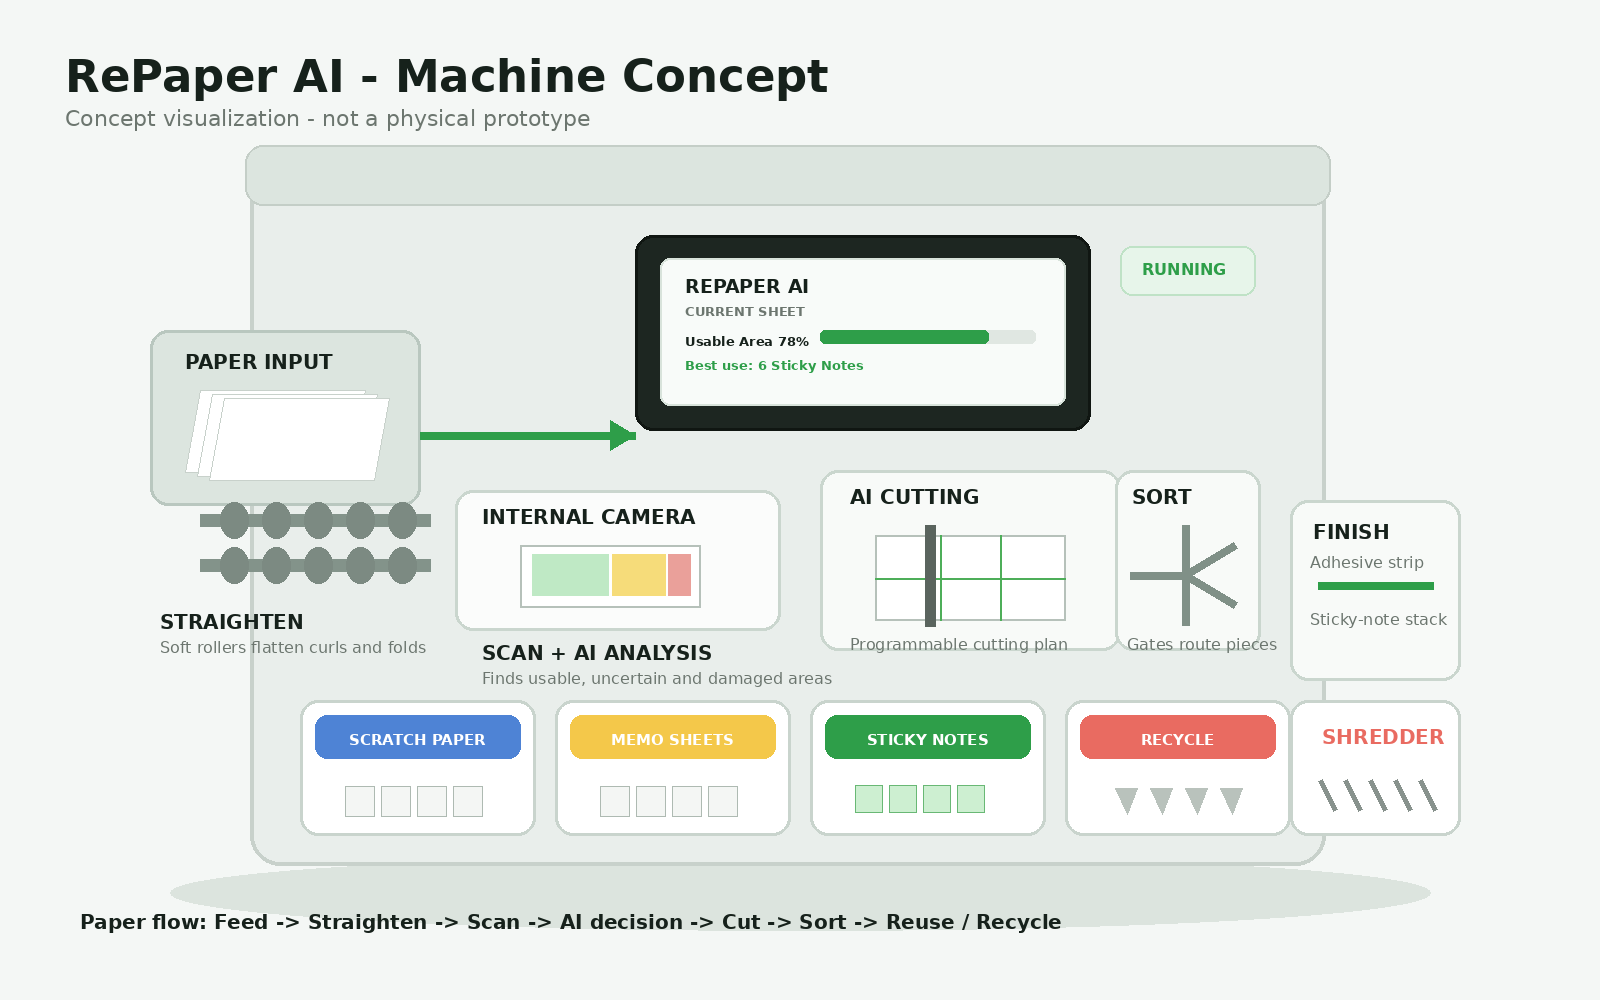 RePaper AI - Machine Concept
Concept visualization - not a physical prototype
REPAPER AI
CURRENT SHEET
Usable Area 78%
Best use: 6 Sticky Notes
RUNNING
PAPER INPUT
STRAIGHTEN
Soft rollers flatten curls and folds
INTERNAL CAMERA
SCAN + AI ANALYSIS
Finds usable, uncertain and damaged areas
AI CUTTING
Programmable cutting plan
SORT
Gates route pieces
FINISH
Adhesive strip
Sticky-note stack
SCRATCH PAPER
MEMO SHEETS
STICKY NOTES
RECYCLE
SHREDDER
Paper flow: Feed -> Straighten -> Scan -> AI decision -> Cut -> Sort -> Reuse / Recycle